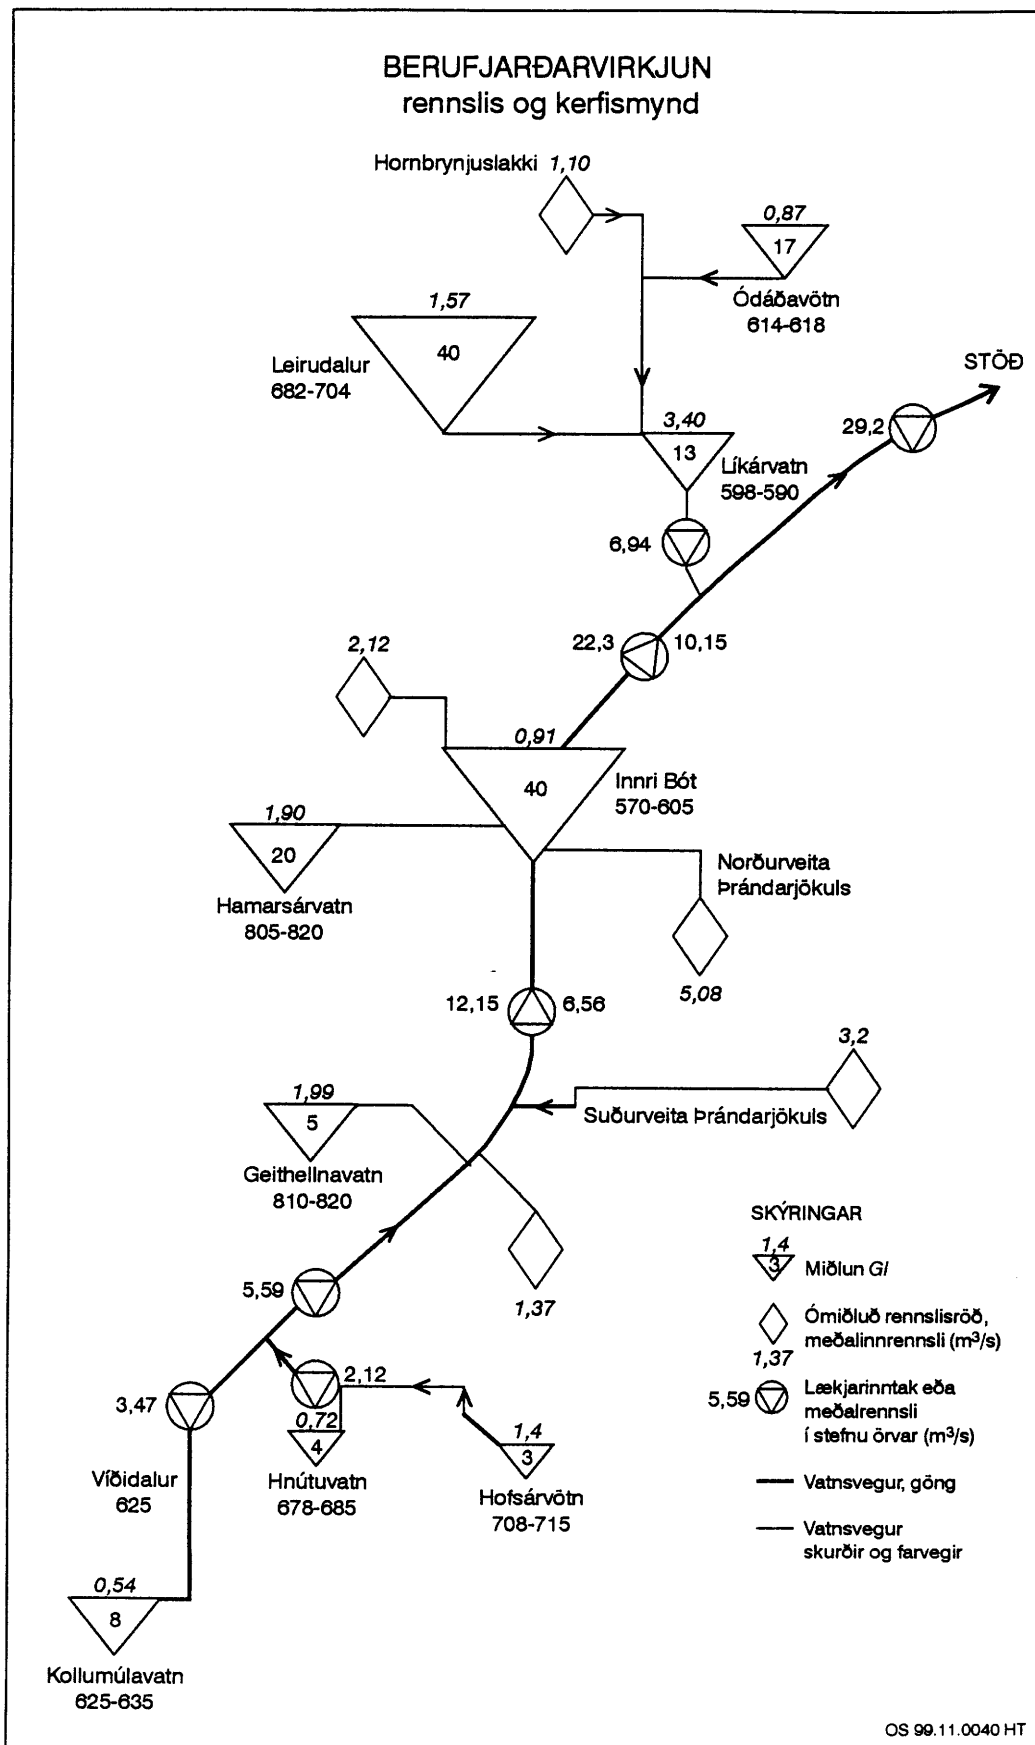 BERUFJARÐARVIRKJUN
rennslis og kerfismynd
Hornbrynjuslakki 1,10
0,87
17
Ódáðavötn
614-618
1,57
40
Leirudalur
682-704
STÖÐ
29,2
3,40
13
Líkárvatn
598-590
6,94
22,3
10,15
2,12
0,91
40
Innri Bót
570-605
1,90
20
Hamarsárvatn
805-820
Norðurveita
Þrándarjökuls
5,08
12,15
6,56
3,2
Suðurveita Þrándarjökuls
1,99
5
Geithellnavatn
810-820
1,37
5,59
2,12
3,47
0,72
4
Hnútuvatn
678-685
1,4
3
Hofsárvötn
708-715
Víðidalur
625
0,54
8
Kollumúlavatn
625-635
SKÝRINGAR
1,4
3
Miðlun Gl
Ómiðluð rennslisröð,
meðalinnrennsli (m³/s)
1,37
5,59
Lækjarinntak eða
meðalrennsli
í stefnu örvar (m³/s)
Vatnsvegur, göng
Vatnsvegur
skurðir og farvegir
OS 99.11.0040 HT